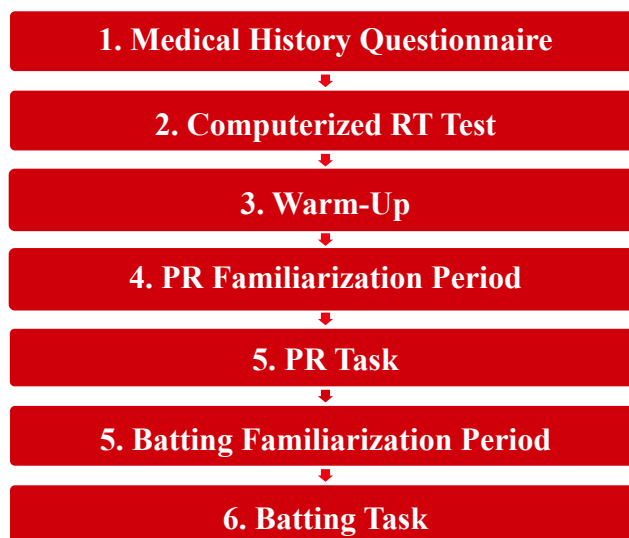 1. Medical History Questionnaire
2. Computerized RT Test
3. Warm-Up
4. PR Familiarization Period
5. PR Task
5. Batting Familiarization Period
6. Batting Task